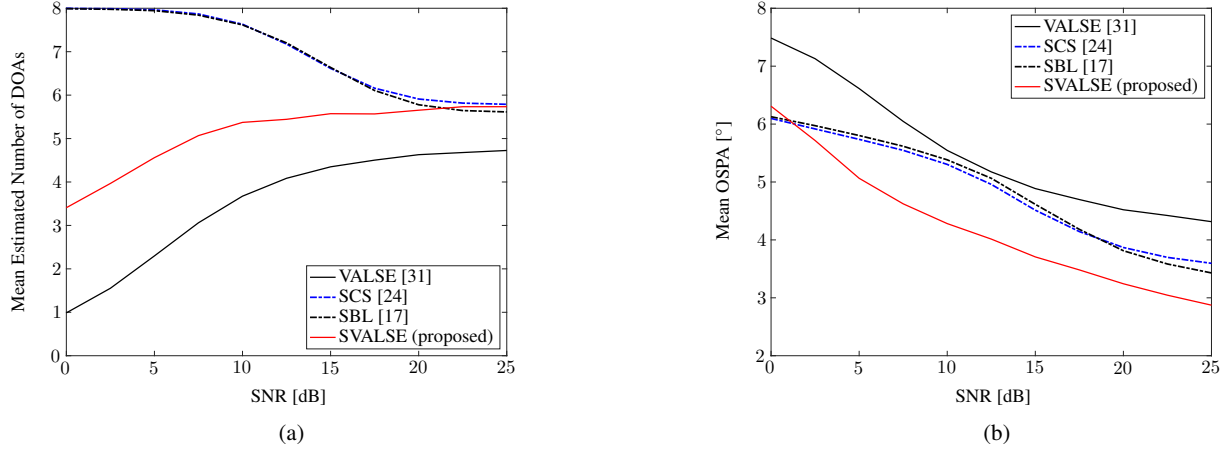 8
7
6
5
4
3
2
1
0
Mean Estimated Number of DOAs
VALSE [31]
SCS [24]
SBL [17]
SVALSE (proposed)
0 5 10 15 20 25
SNR [dB]
(a)
8
7
6
5
4
3
2
Mean OSPA [°]
VALSE [31]
SCS [24]
SBL [17]
SVALSE (proposed)
0 5 10 15 20 25
SNR [dB]
(b)